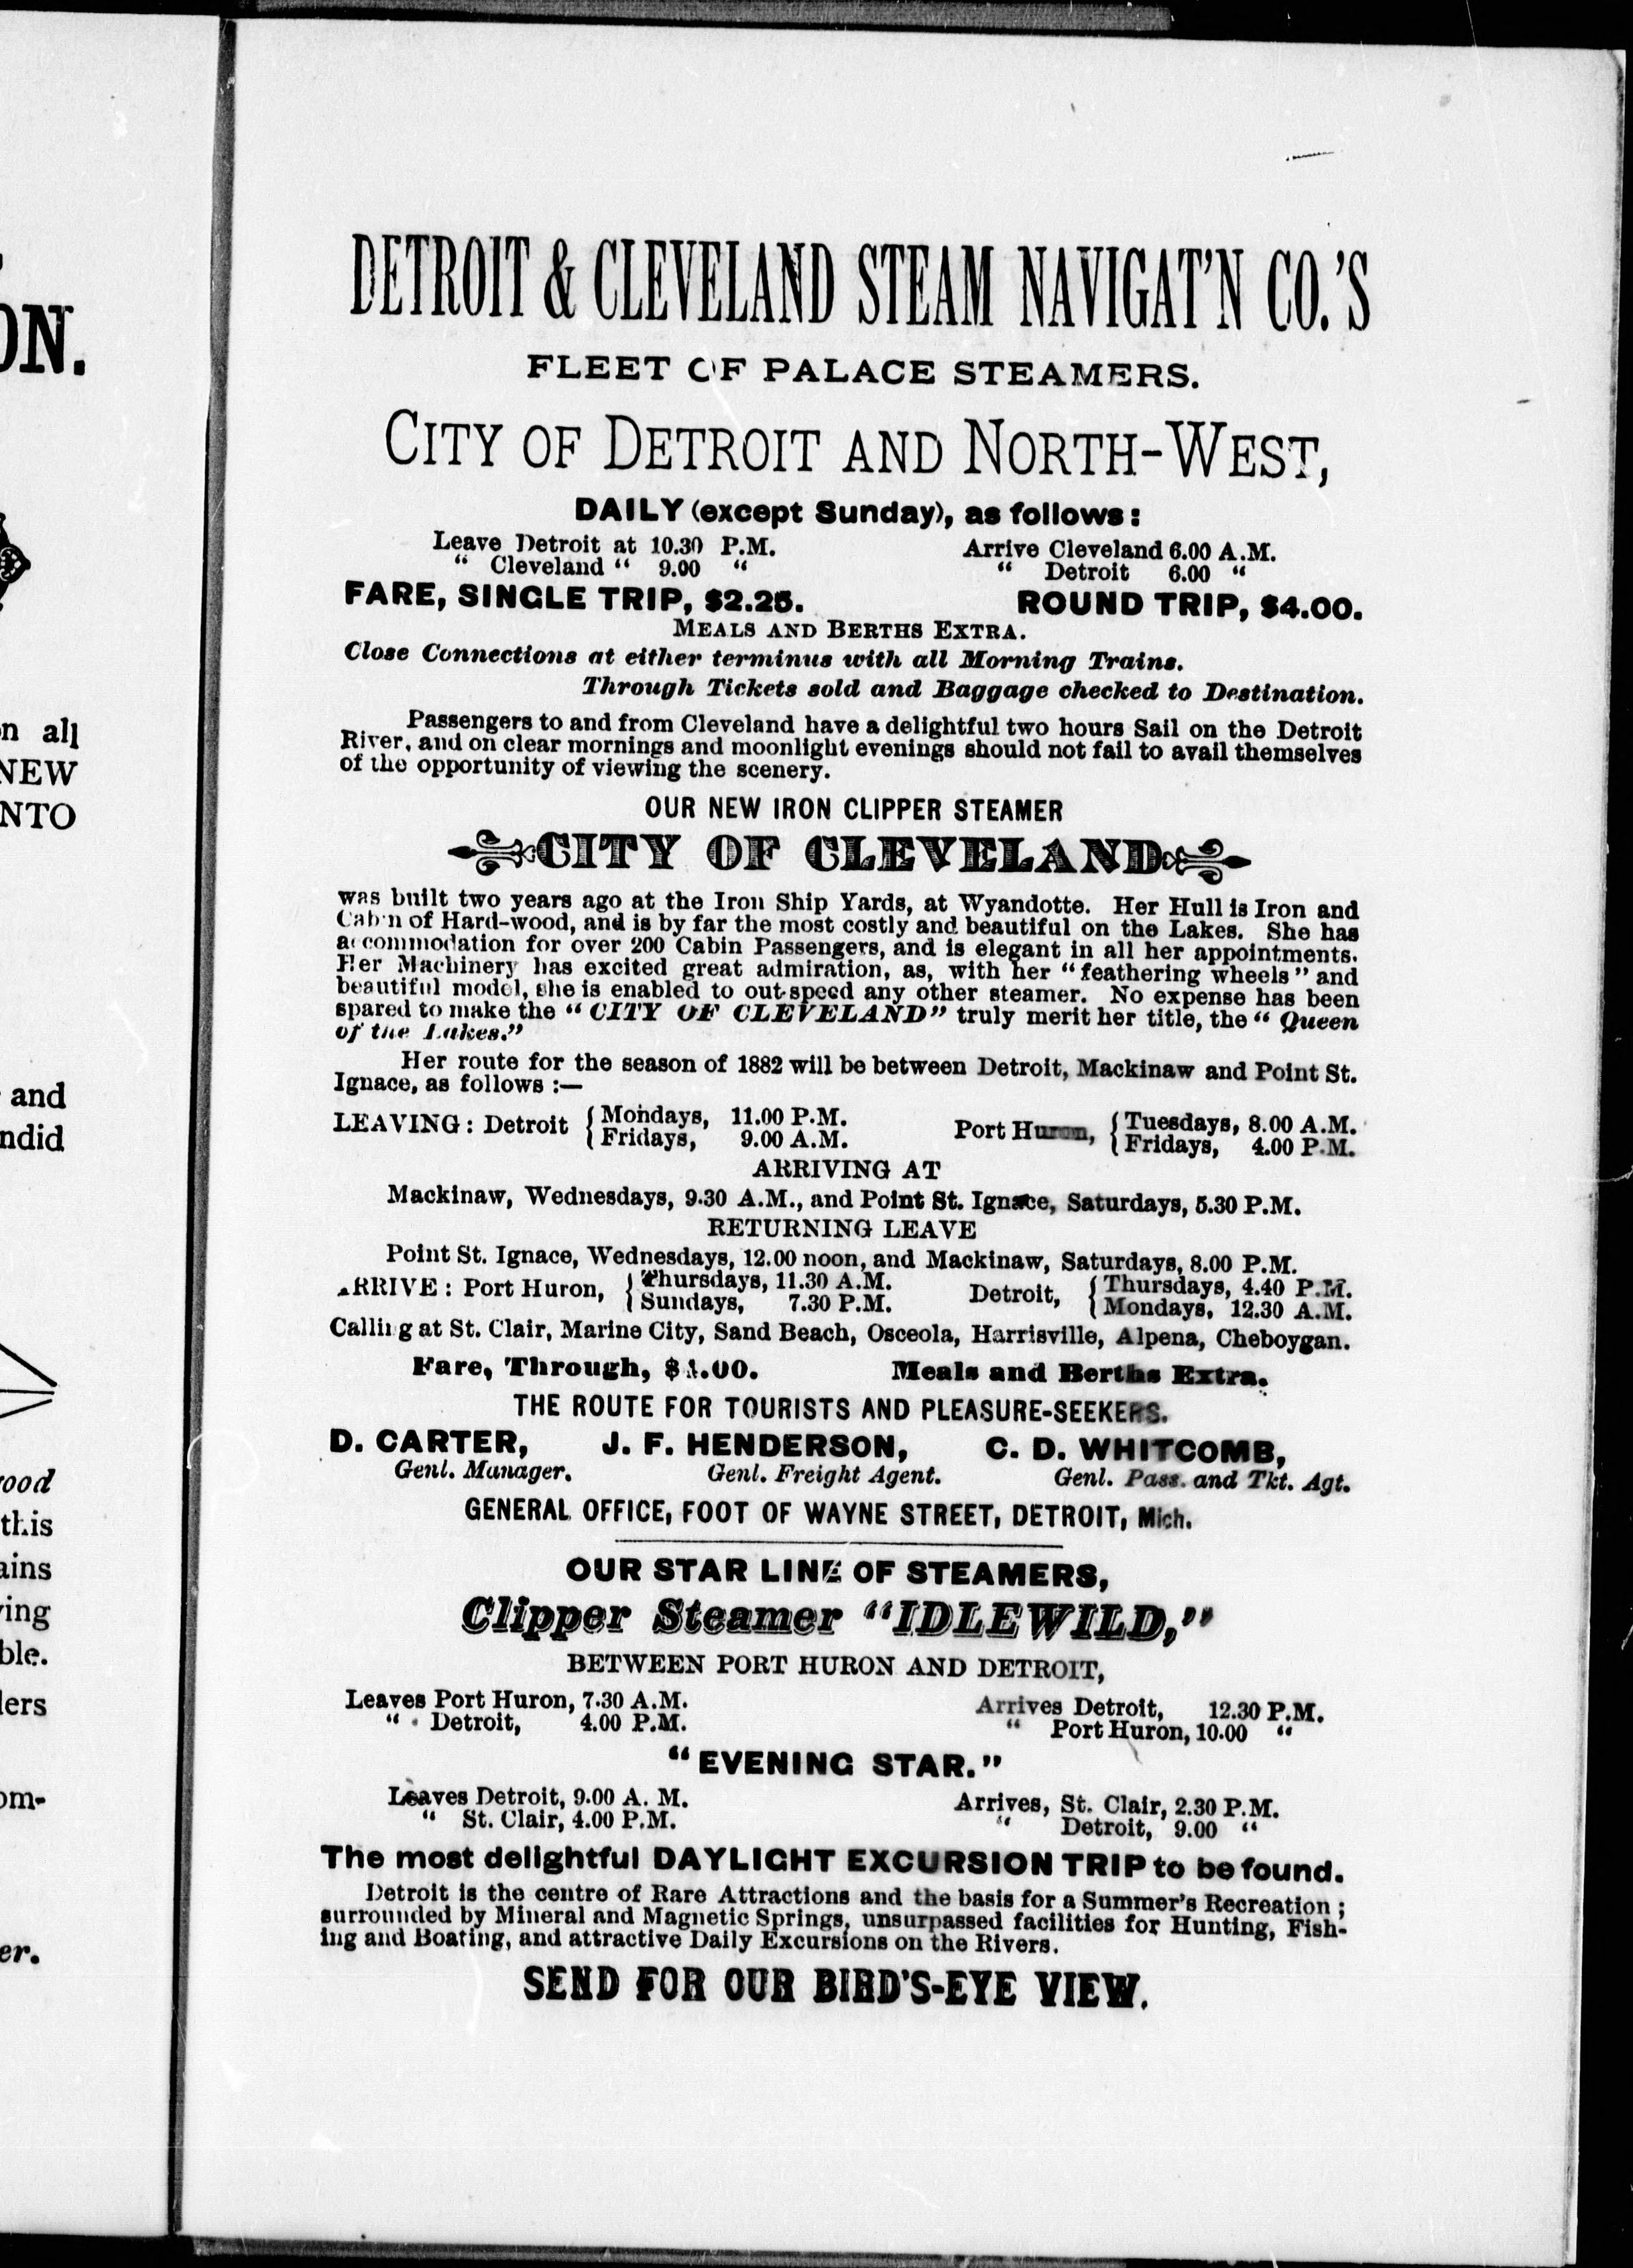 DETROIT & CLEVELAND STEAM NAVIGAT'N CO.'S
FLEET OF PALACE STEAMERS.
CITY OF DETROIT AND NORTH-WEST,
DAILY (except Sunday), as follows:
Leave Detroit at 10.30 P.M. Arrive Cleveland 6.00 A.M.
" Cleveland " 9.00 " " Detroit 6.00 "
FARE, SINGLE TRIP, $2.25. ROUND TRIP, $4.00.
MEALS AND BERTHS EXTRA.
Close Connections at either terminus with all Morning Trains.
Through Tickets sold and Baggage checked to Destination.
Passengers to and from Cleveland have a delightful two hours Sail on the Detroit
River, and on clear mornings and moonlight evenings should not fail to avail themselves
of the opportunity of viewing the scenery.
OUR NEW IRON CLIPPER STEAMER
CITY OF CLEVELAND
was built two years ago at the Iron Ship Yards, at Wyandotte. Her Hull is Iron and
Cabin of Hard-wood, and is by far the most costly and beautiful on the Lakes. She has
accommodation for over 200 Cabin Passengers, and is elegant in all her appointments.
Her Machinery has excited great admiration, as, with her "feathering wheels" and
beautiful model, she is enabled to out-speed any other steamer. No expense has been
spared to make the "CITY OF CLEVELAND" truly merit her title, the "Queen
of the Lakes."
Her route for the season of 1882 will be between Detroit, Mackinaw and Point St.
Ignace, as follows :—
LEAVING: Detroit { Mondays, 11.00 P.M. Port Huron, { Tuesdays, 8.00 A.M.
{ Fridays, 9.00 A.M. { Fridays, 4.00 P.M.
ARRIVING AT
Mackinaw, Wednesdays, 9.30 A.M., and Point St. Ignace, Saturdays, 5.30 P.M.
RETURNING LEAVE
Point St. Ignace, Wednesdays, 12.00 noon, and Mackinaw, Saturdays, 8.00 P.M.
ARRIVE: Port Huron, { Thursdays, 11.30 A.M. Detroit, { Thursdays, 4.40 P.M.
{ Sundays, 7.30 P.M. { Mondays, 12.30 A.M.
Calling at St. Clair, Marine City, Sand Beach, Osceola, Harrisville, Alpena, Cheboygan.
Fare, Through, Meals and Berths Extra.
THE ROUTE FOR TOURISTS AND PLEASURE-SEEKERS.
D. CARTER, J. F. HENDERSON, C. D. WHITCOMB,
Genl. Manager. Genl. Freight Agent. Genl. Pass. and Tkt. Agt.
GENERAL OFFICE, FOOT OF WAYNE STREET, DETROIT, Mich.
OUR STAR LINE OF STEAMERS,
Clipper Steamer "IDLEWILD,"
BETWEEN PORT HURON AND DETROIT,
Leaves Port Huron, 7.30 A.M. Arrives Detroit, 12.30 P.M.
" Detroit, 4.00 P.M. " Port Huron, 10.00 "
"EVENING STAR."
Leaves Detroit, 9.00 A. M. Arrives, St. Clair, 2.30 P.M.
" St. Clair, 4.00 P.M. " Detroit, 9.00 "
The most delightful DAYLIGHT EXCURSION TRIP to be found.
Detroit is the centre of Rare Attractions and the basis for a Summer's Recreation ;
surrounded by Mineral and Magnetic Springs, unsurpassed facilities for Hunting, Fish-
ing and Boating, and attractive Daily Excursions on the Rivers.
SEND FOR OUR BIRD'S-EYE VIEW.